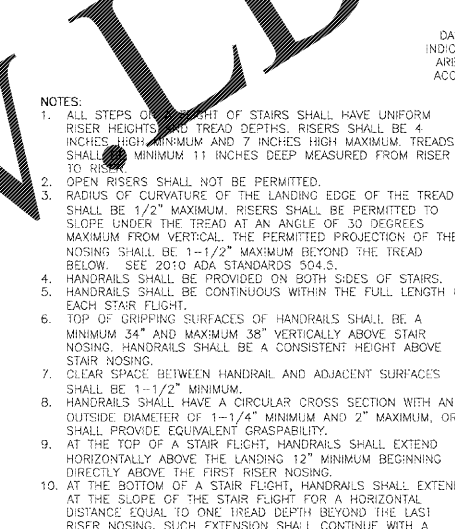 DA
INDIC
ARE
ACC
NOTES:
1. ALL STEPS ON A FLIGHT OF STAIRS SHALL HAVE UNIFORM
RISER HEIGHTS AND TREAD DEPTHS. RISERS SHALL BE 4
INCHES HIGH MINIMUM AND 7 INCHES HIGH MAXIMUM. TREADS
SHALL BE MINIMUM 11 INCHES DEEP MEASURED FROM RISER
TO RISER.
2. OPEN RISERS SHALL NOT BE PERMITTED.
3. RADIUS OF CURVATURE OF THE LANDING EDGE OF THE TREAD
SHALL BE 1/2" MAXIMUM. RISERS SHALL BE PERMITTED TO
SLOPE UNDER THE TREAD AT AN ANGLE OF 30 DEGREES
MAXIMUM FROM VERTICAL. THE PERMITTED PROJECTION OF THE
NOSING SHALL BE 1-1/2" MAXIMUM BEYOND THE TREAD
BELOW. SEE 2010 ADA STANDARDS 504.5.
4. HANDRAILS SHALL BE PROVIDED ON BOTH SIDES OF STAIRS.
5. HANDRAILS SHALL BE CONTINUOUS WITHIN THE FULL LENGTH
EACH STAIR FLIGHT.
6. TOP OF GRIPPING SURFACES OF HANDRAILS SHALL BE A
MINIMUM 34" AND MAXIMUM 38" VERTICALLY ABOVE STAIR
NOSING. HANDRAILS SHALL BE A CONSISTENT HEIGHT ABOVE
STAIR NOSING.
7. CLEAR SPACE BETWEEN HANDRAIL AND ADJACENT SURFACES
SHALL BE 1-1/2" MINIMUM.
8. HANDRAILS SHALL HAVE A CIRCULAR CROSS SECTION WITH AN
OUTSIDE DIAMETER OF 1-1/4" MINIMUM AND 2" MAXIMUM, OR
SHALL PROVIDE EQUIVALENT GRASPABILITY.
9. AT THE TOP OF A STAIR FLIGHT, HANDRAILS SHALL EXTEND
HORIZONTALLY ABOVE THE LANDING 12" MINIMUM BEGINNING
DIRECTLY ABOVE THE FIRST RISER NOSING.
10. AT THE BOTTOM OF A STAIR FLIGHT, HANDRAILS SHALL EXTEND
AT THE SLOPE OF THE STAIR FLIGHT FOR A HORIZONTAL
DISTANCE EQUAL TO ONE TREAD DEPTH BEYOND THE LAST
RISER NOSING. SUCH EXTENSION SHALL CONTINUE WITH A